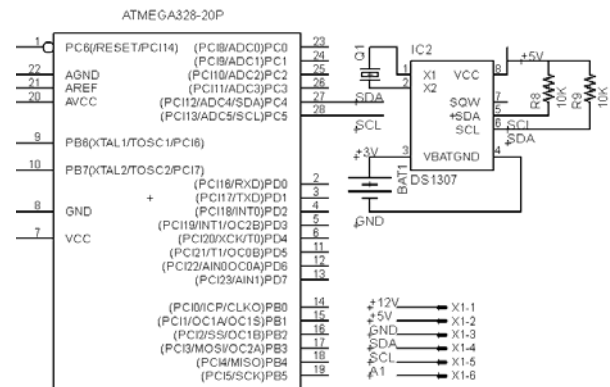 ATMEGA328-20P
1 PC6(/RESET/PCI14) (PCI8/ADC0)PC0 23
(PCI9/ADC1)PC1 24
22 AGND (PCI10/ADC2)PC2 25
21 AREF (PCI11/ADC3)PC3 26
20 AVCC (PCI12/ADC4/SDA)PC4 27 SDA
(PCI13/ADC5/SCL)PC5 28 SCL
9 PB6(XTAL1/TOSC1/PCI6)
10 PB7(XTAL2/TOSC2/PCI7)
(PCI16/RXD)PD0 2
(PCI17/TXD)PD1 3
8 GND (PCI18/INT0)PD2 4
(PCI19/INT1/OC2B)PD3 5
7 VCC (PCI20/XCK/T0)PD4 6
(PCI21/T1/OC0B)PD5 11
(PCI22/AIN0OC0A)PD6 12
(PCI23/AIN1)PD7 13
(PCI0/ICP/CLKO)PB0 14
(PCI1/OC1A/OC1S)PB1 15
(PCI2/SS/OC1B)PB2 16
(PCI3/MOSI/OC2A)PB3 17
(PCI4/MISO)PB4 18
(PCI5/SCK)PB5 19
Q1
IC2
1 X1 VCC 8 +5V
2 X2
SQW 7
+SDA 5
SCL 6 SCL
SDA
3 VBATGND 4
DS1307
R8 10K
R9 10K
+3V
BAT1
GND
+12V X1-1
+5V X1-2
GND X1-3
SDA X1-4
SCL X1-5
A1 X1-6